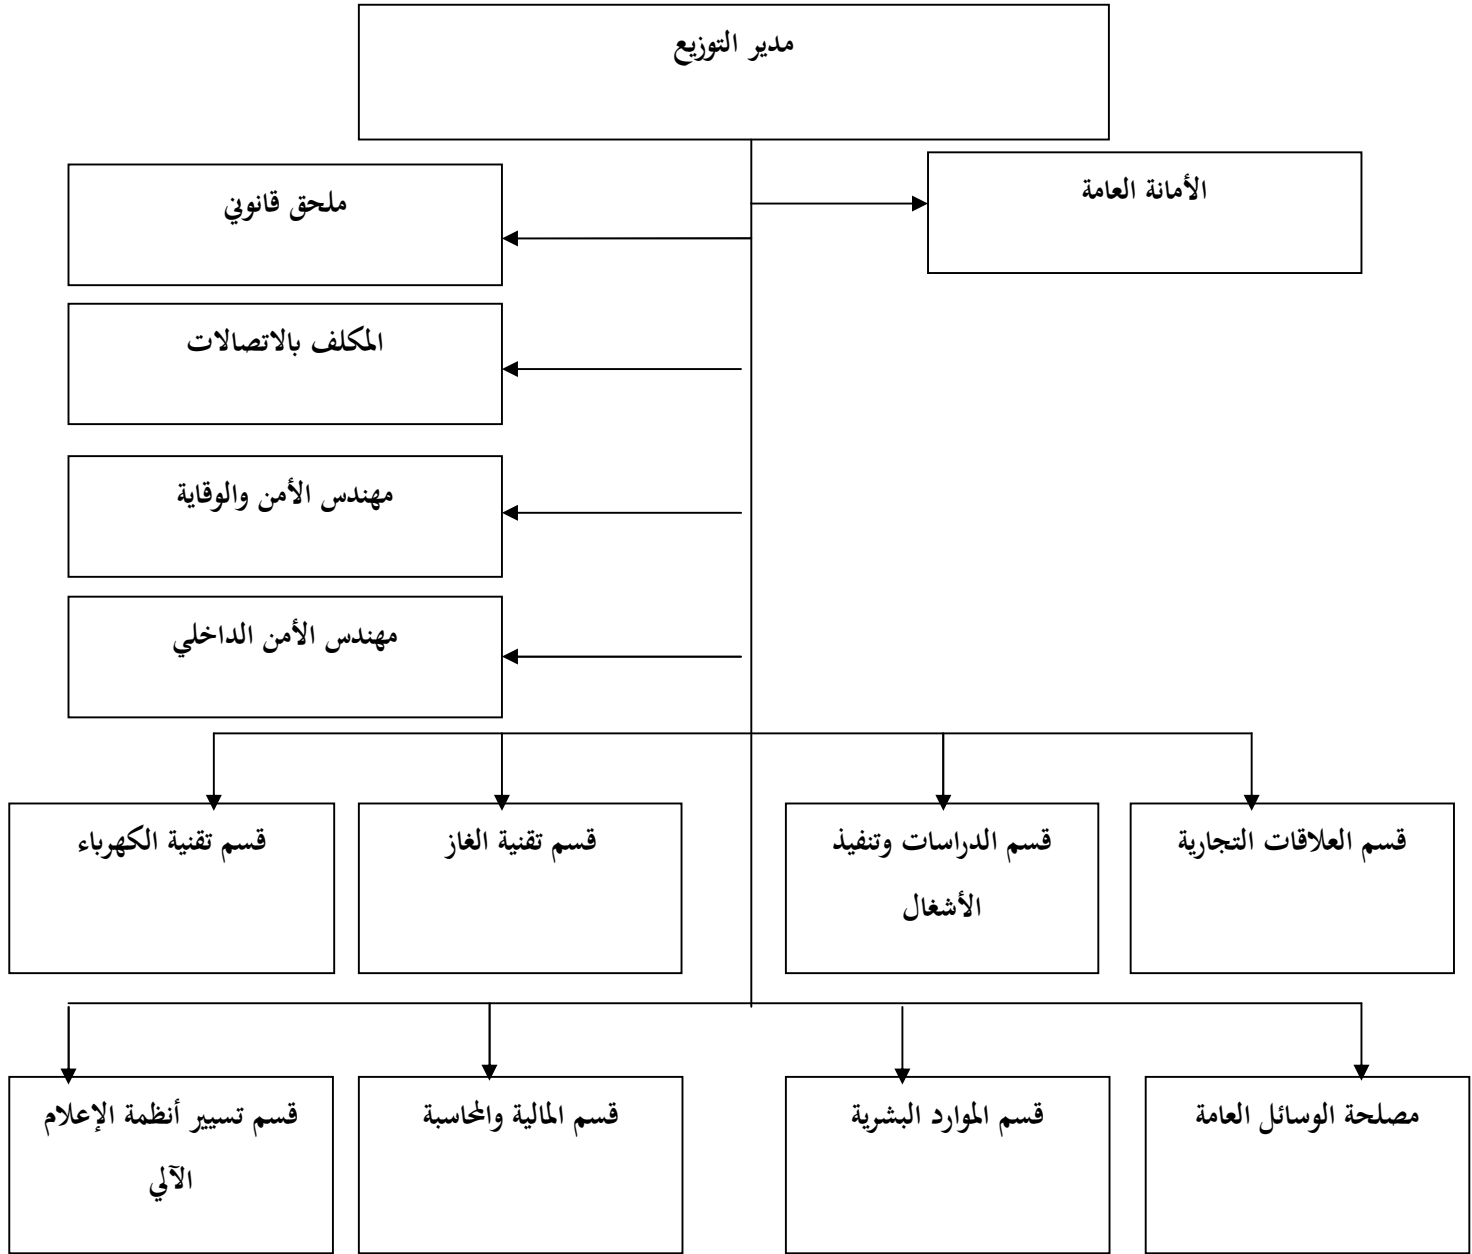 مدير التوزيع
الأمانة العامة
ملحق قانوني
المكلف بالاتصالات
مهندس الأمن والوقاية
مهندس الأمن الداخلي
قسم العلاقات التجارية
قسم الدراسات وتنفيذ
الأشغال
قسم تقنية الغاز
قسم تقنية الكهرباء
مصلحة الوسائل العامة
قسم الموارد البشرية
قسم المالية والمحاسبة
قسم تسيير أنظمة الإعلام
الآلي